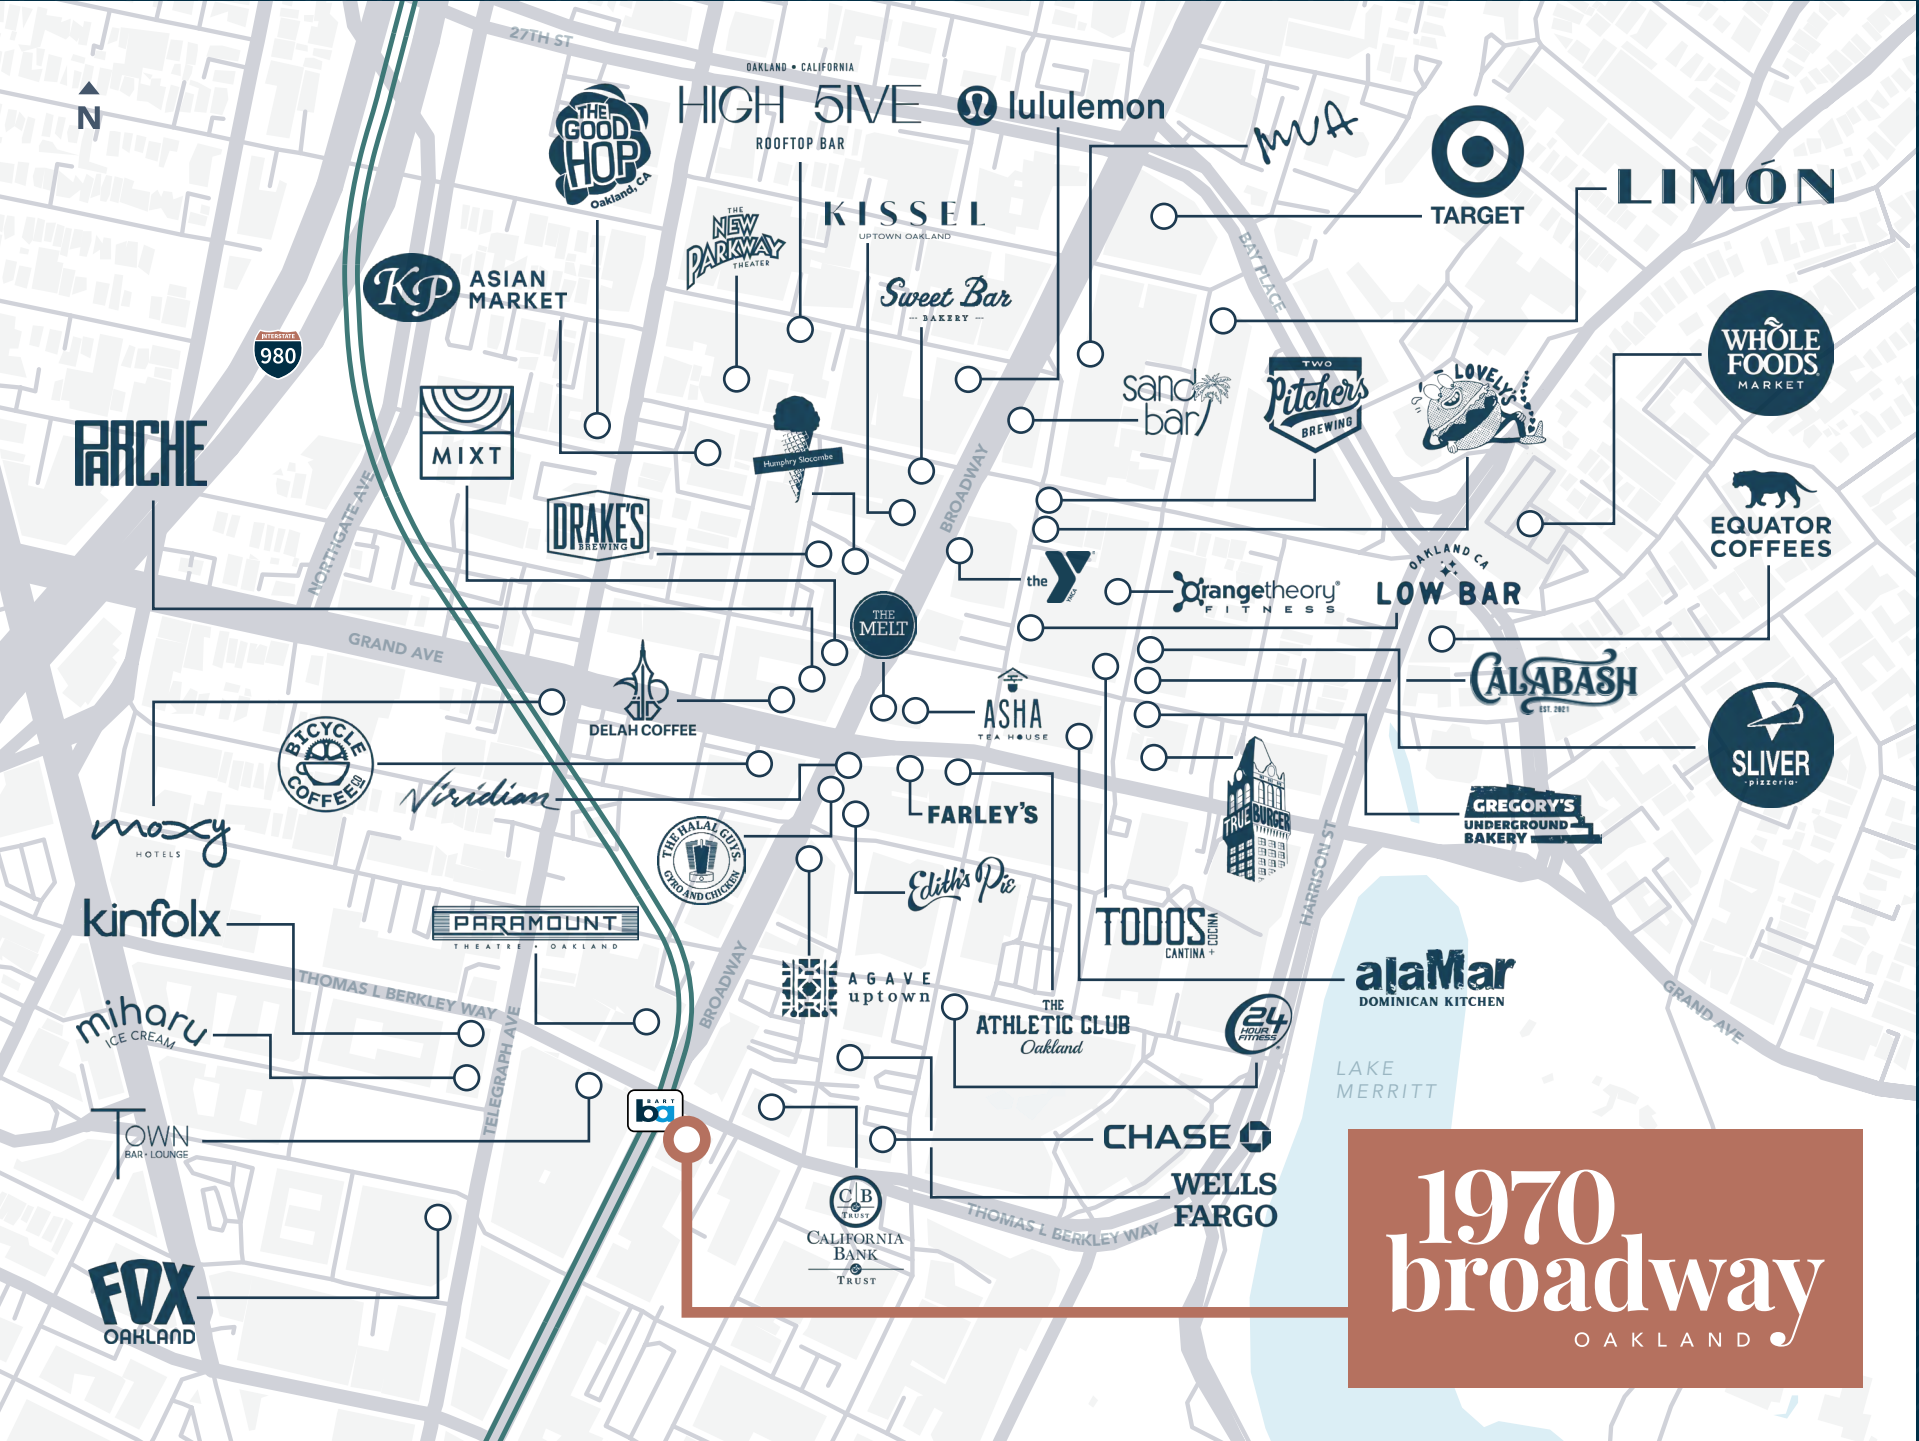 27TH ST
OAKLAND • CALIFORNIA
HIGH 5IVE
ROOFTOP BAR
lululemon
MUA
TARGET
LIMÓN
N
THE
GOOD
HOP
Oakland, CA
THE
NEW
PARKWAY
THEATER
KISSEL
UPTOWN OAKLAND
Sweet Bar
BAKERY
BAY PLACE
KP ASIAN
MARKET
INTERSTATE
980
WHŌLE
FOODS
MARKET
sand
bar
TWO
Pitchers
BREWING
LOVELY'S
PARCHE
MIXT
Humphry Slocombe
DRAKE'S
BREWING
BROADWAY
NORTHGATE AVE
EQUATOR
COFFEES
the Y
YMCA
Orangetheory®
FITNESS
OAKLAND CA
LOW BAR
THE
MELT
GRAND AVE
DELAH COFFEE
ASHA
TEA HOUSE
CALABASH
EST. 2021
SLIVER
-pizzeria-
BICYCLE
COFFEE CO
Viridian
FARLEY'S
TRUE BURGER
GREGORY'S
UNDERGROUND
BAKERY
moxy
HOTELS
THE HALAL GUYS
GYRO AND CHICKEN
Edith's Pie
HARRISON ST
kinfolx
PARAMOUNT
THEATRE • OAKLAND
TODOS
CANTINA + COCINA
alaMar
DOMINICAN KITCHEN
THOMAS L BERKLEY WAY
BROADWAY
AGAVE
uptown
THE
ATHLETIC CLUB
Oakland
24
HOUR
FITNESS
GRAND AVE
miharu
ICE CREAM
TELEGRAPH AVE
LAKE
MERRITT
BART
ba
TOWN
BAR • LOUNGE
CHASE
WELLS
FARGO
THOMAS L BERKLEY WAY
CB
TRUST
CALIFORNIA
BANK
&
TRUST
FOX
OAKLAND
1970
broadway
OAKLAND